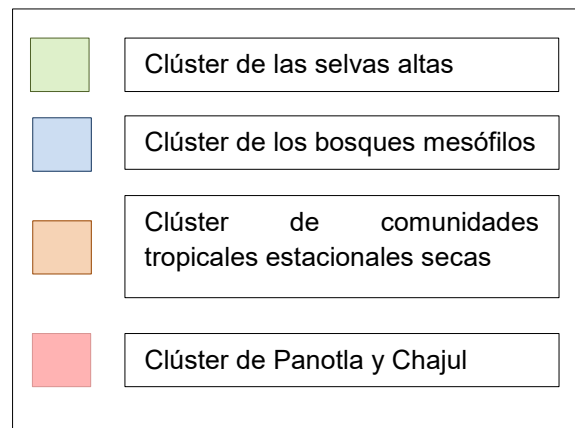 Clúster de las selvas altas
Clúster de los bosques mesófilos
Clúster de comunidades
tropicales estacionales secas
Clúster de Panotla y Chajul